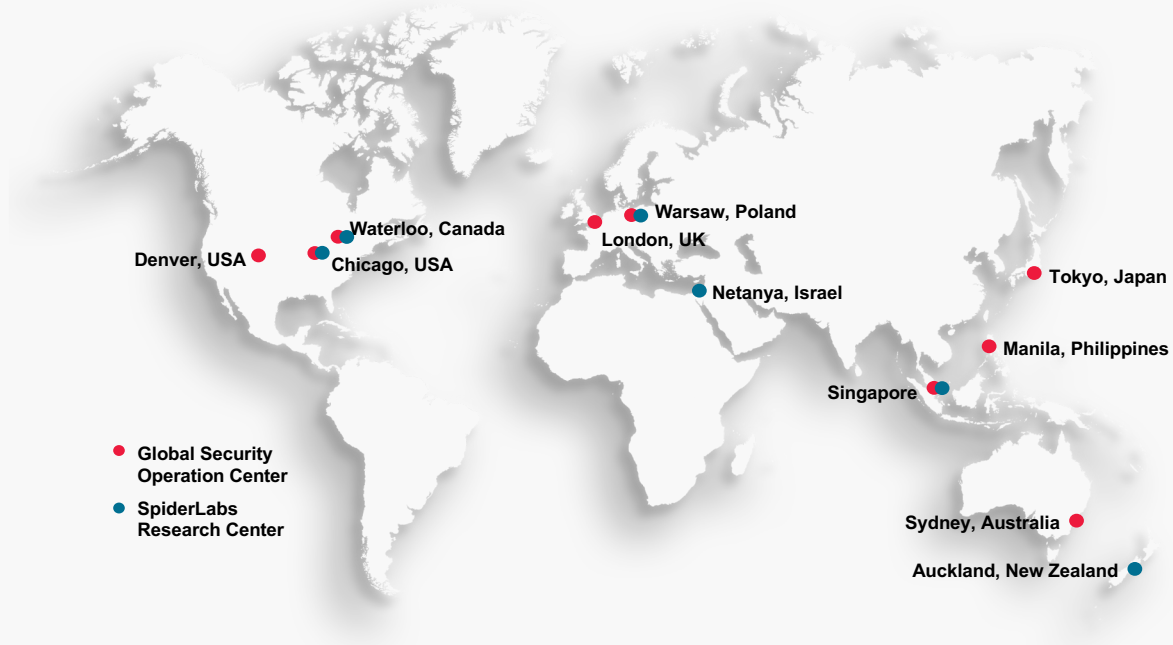 Waterloo, Canada
Denver, USA
Chicago, USA
Warsaw, Poland
London, UK
Netanya, Israel
Tokyo, Japan
Manila, Philippines
Singapore
Global Security
Operation Center
SpiderLabs
Research Center
Sydney, Australia
Auckland, New Zealand